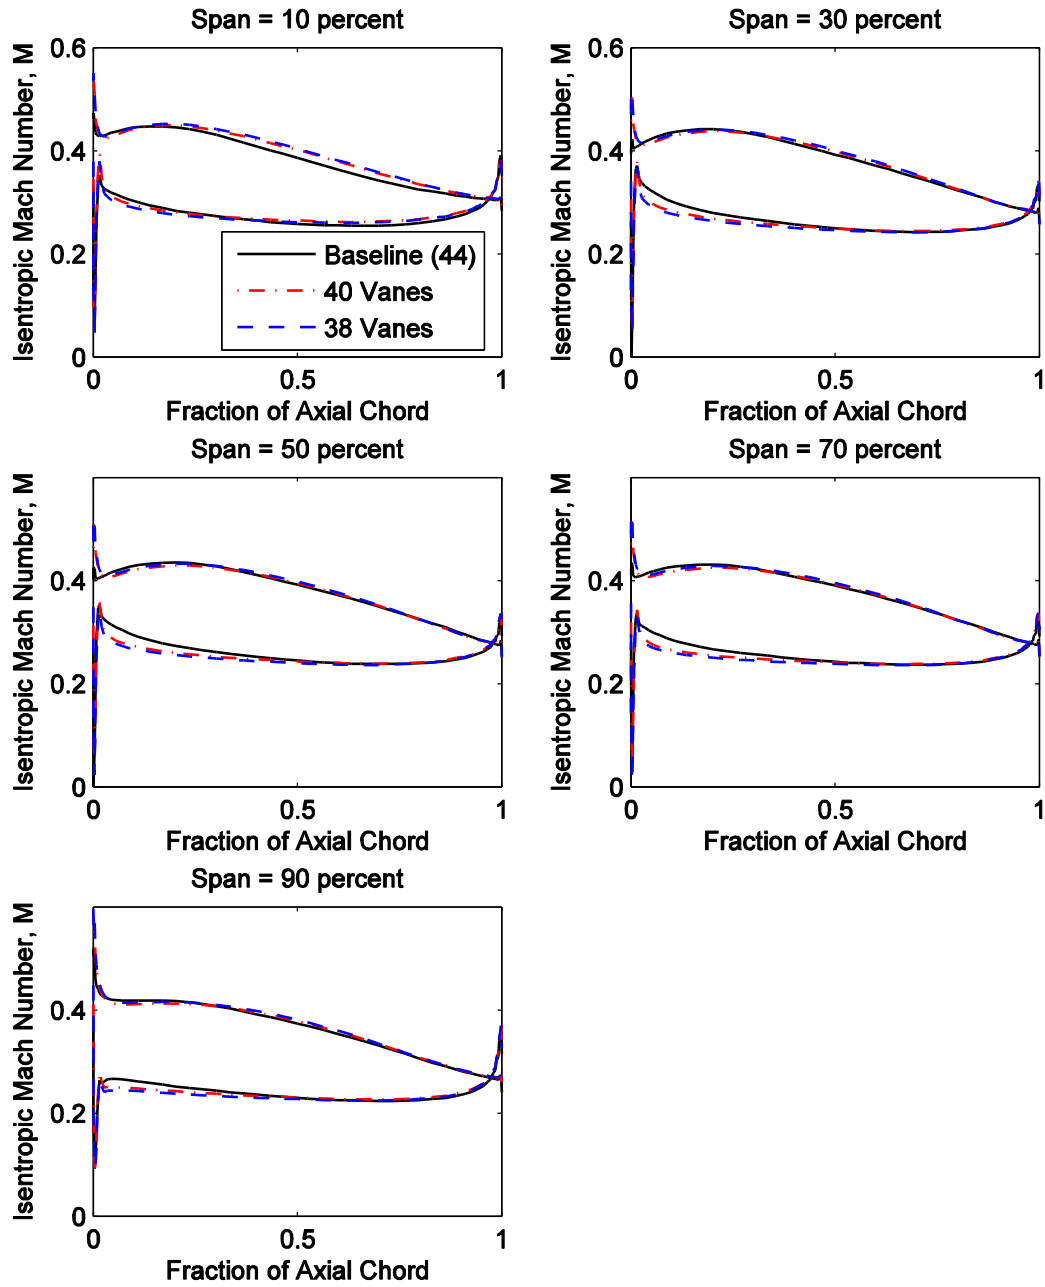 Span = 10 percent
Isentropic Mach Number, M
0.6
0.4
0.2
0
Baseline (44)
40 Vanes
38 Vanes
0
0.5
1
Fraction of Axial Chord
Span = 30 percent
Isentropic Mach Number, M
0.6
0.4
0.2
0
0
0.5
1
Fraction of Axial Chord
Span = 50 percent
Isentropic Mach Number, M
0.4
0.2
0
0
0.5
1
Fraction of Axial Chord
Span = 70 percent
Isentropic Mach Number, M
0.4
0.2
0
0
0.5
1
Fraction of Axial Chord
Span = 90 percent
Isentropic Mach Number, M
0.4
0.2
0
0
0.5
1
Fraction of Axial Chord